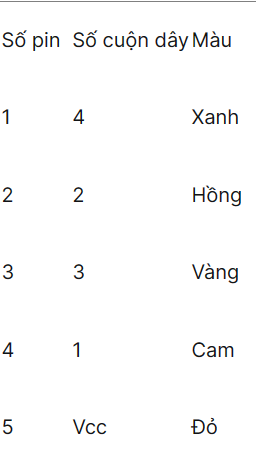 Số pin Số cuộn dây Màu
1 4 Xanh
2 2 Hồng
3 3 Vàng
4 1 Cam
5 Vcc Đỏ